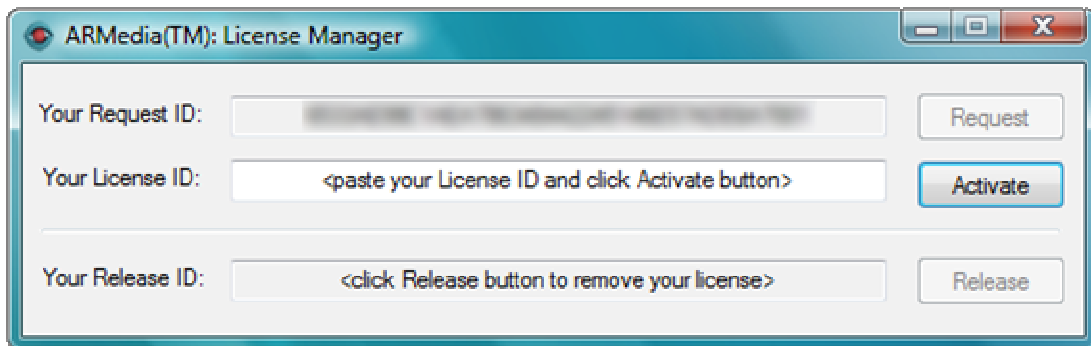 ARMedia(TM): License Manager
Your Request ID: Request
Your License ID: <paste your License ID and click Activate button> Activate
Your Release ID: <click Release button to remove your license> Release